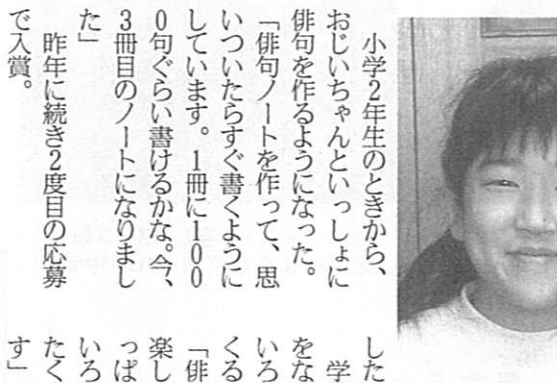 小学2年生のときから、
おじいちゃんといっしょに
俳句を作るようになった。
「俳句ノートを作って、思
いついたらすぐ書くように
しています。1冊に100
0句ぐらい書けるかな。今、
3冊目のノートになりまし
た」
昨年に続き2度目の応募
で入賞。
した
学
をな
いろ
くる
「俳
楽し
っぱ
いろ
たく
す」